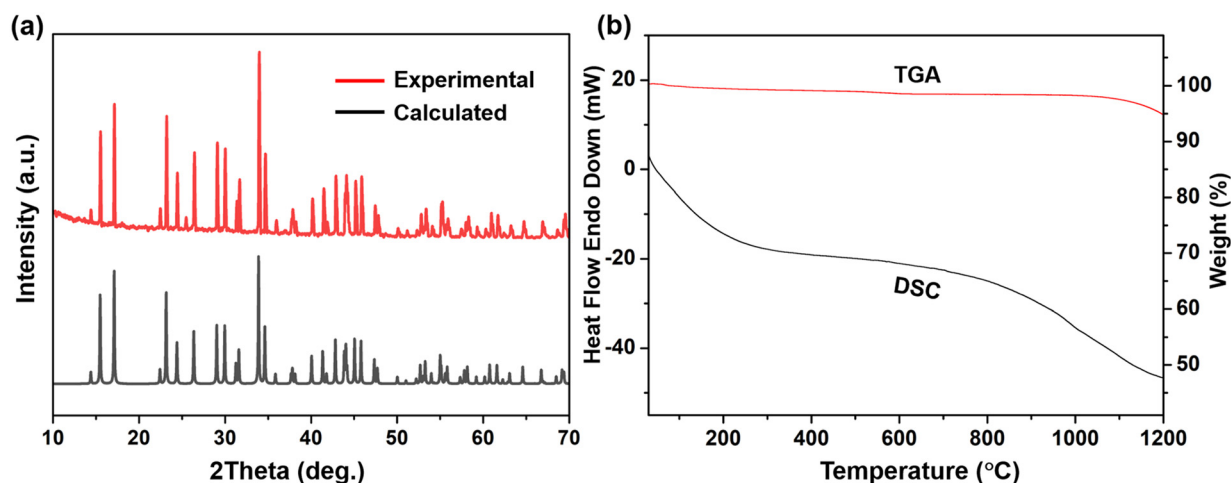 (a)
Experimental
Calculated
Intensity (a.u.)
10 20 30 40 50 60 70
2Theta (deg.)
(b)
TGA
DSC
Heat Flow Endo Down (mW)
20
0
-20
-40
Weight (%)
100
90
80
70
60
50
200 400 600 800 1000 1200
Temperature (°C)